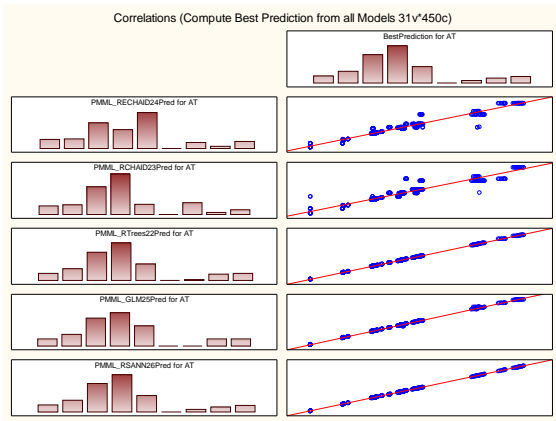 Correlations (Compute Best Prediction from all Models 31v*450c)
BestPrediction for AT
PMML_RECHAID24Pred for AT
PMML_RCHAID23Pred for AT
PMML_RTrees22Pred for AT
PMML_GLM25Pred for AT
PMML_RSANN26Pred for AT